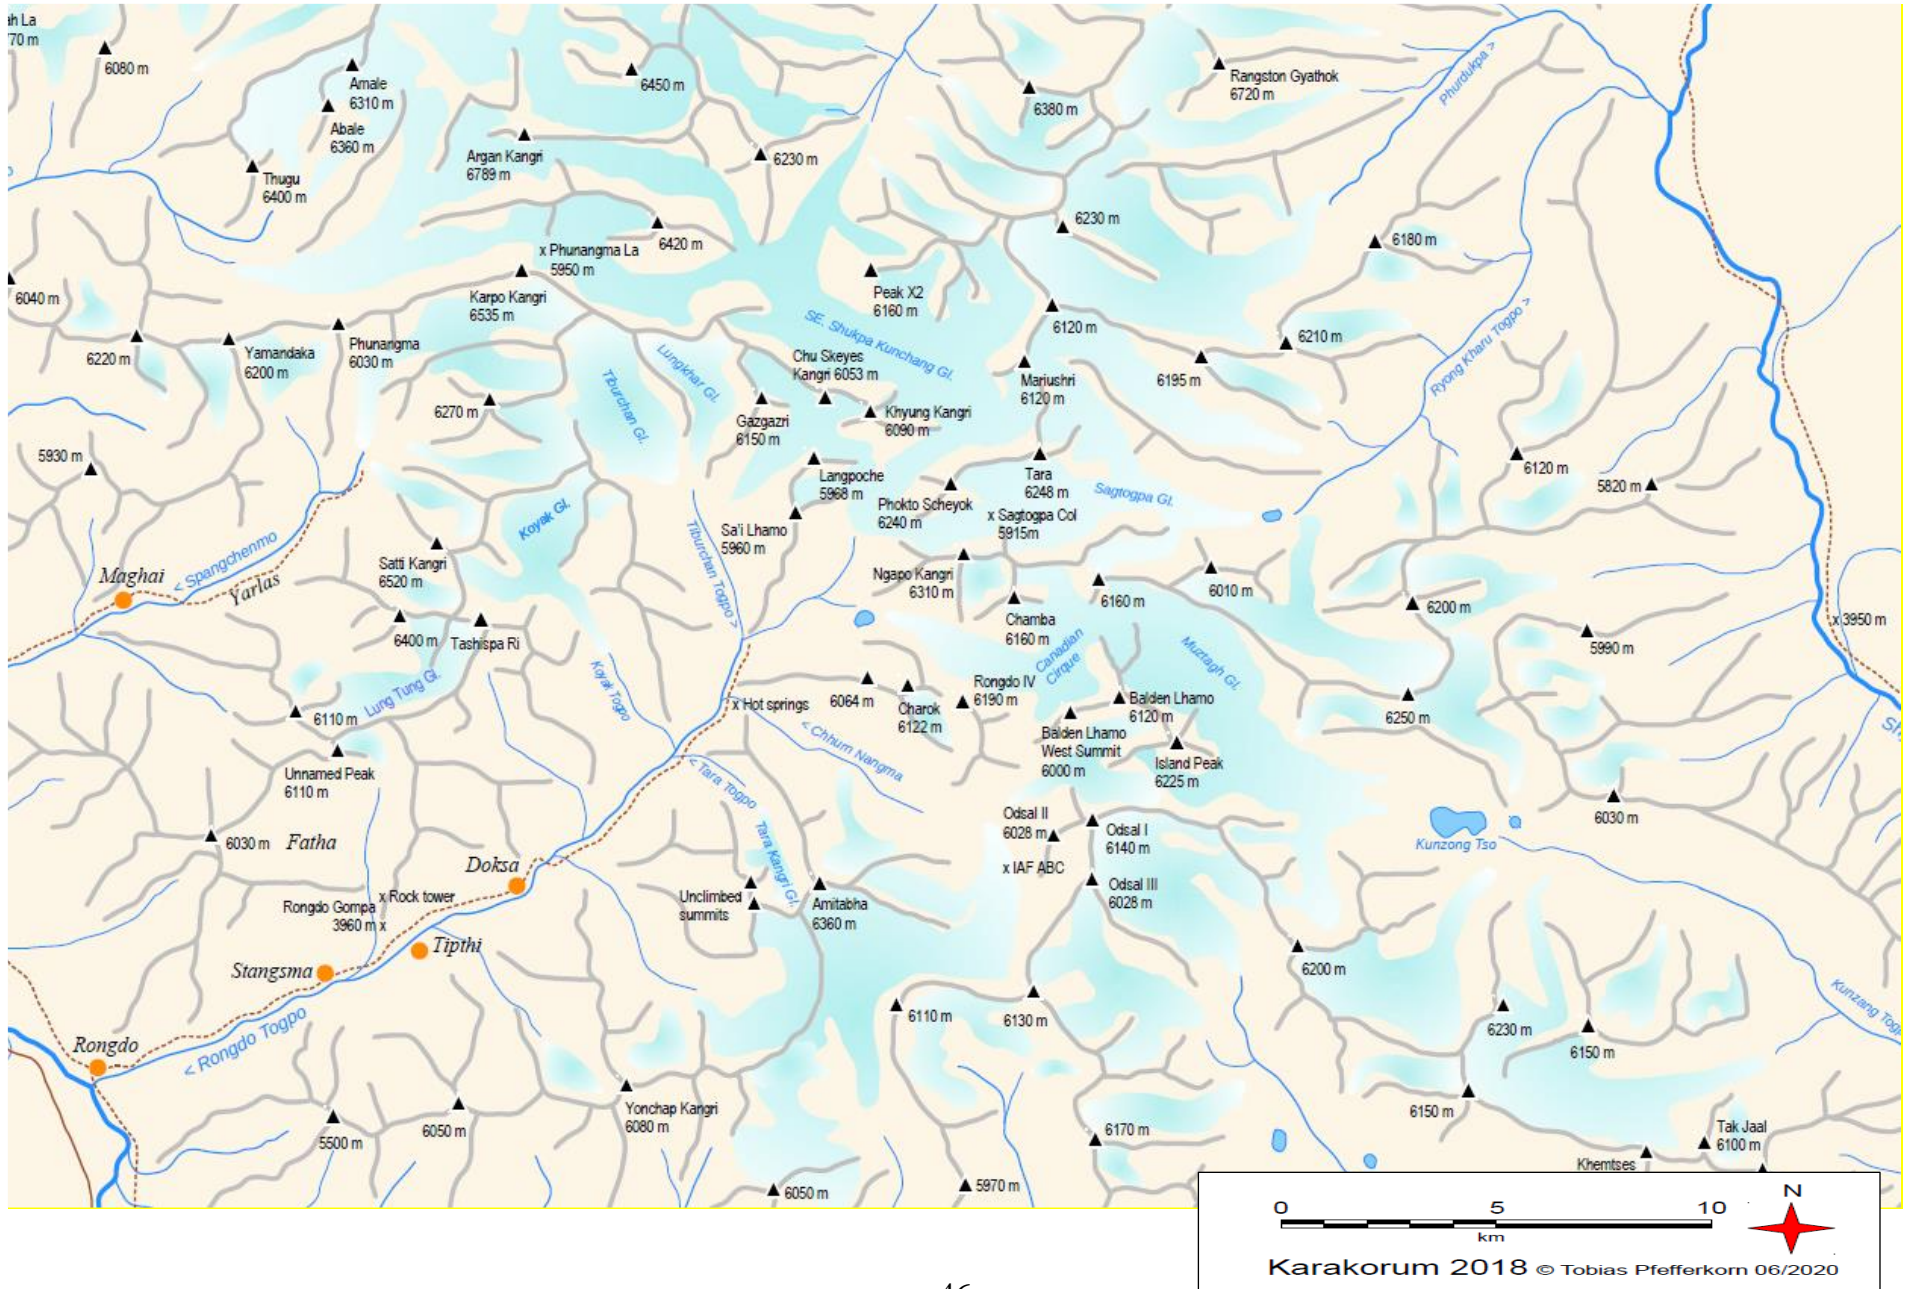 ah La
70 m
6080 m
Amale
6310 m
Abale
6360 m
Thugu
6400 m
Argan Kangri
6789 m
6450 m
6230 m
6380 m
Rangston Gyathok
6720 m
Phurdukpa >
6420 m
x Phunangma La
5950 m
6230 m
6180 m
6040 m
Karpo Kangri
6535 m
Peak X2
6160 m
6120 m
6210 m
Ryong Kharu Togpo >
6220 m
Yamandaka
6200 m
Phunangma
6030 m
SE. Shukpa Kunchang Gl.
Lungkhar Gl.
Tiburchan Gl.
Chu Skeyes
Kangri 6053 m
Mariushri
6120 m
6195 m
6270 m
Gazgazri
6150 m
Khyung Kangri
6090 m
5930 m
Langpoche
5968 m
Tara
6248 m
Sagtogpa Gl.
6120 m
5820 m
Phokto Scheyok
6240 m
x Sagtogpa Col
5915m
Koyak Gl.
Sa'i Lhamo
5960 m
Tiburchan Togpo >
< Spangchenmo
Yarlas
Maghai
Satti Kangri
6520 m
Ngapo Kangri
6310 m
6160 m
6010 m
6200 m
x 3950 m
6400 m
Tashispa Ri
Chamba
6160 m
5990 m
Canadian
Cirque
Muztagh Gl.
Koyak Togpo
Lung Tung Gl.
6110 m
x Hot springs
6064 m
Charok
6122 m
Rongdo IV
6190 m
Balden Lhamo
6120 m
6250 m
< Chhum Nangma
Balden Lhamo
West Summit
6000 m
Island Peak
6225 m
Unnamed Peak
6110 m
< Tara Togpo
Tara Kangri Gl.
Odsal II
6028 m
Odsal I
6140 m
6030 m
Kunzong Tso
6030 m
Fatha
Doksa
x IAF ABC
Odsal III
6028 m
x Rock tower
Rongdo Gompa
3960 m x
Unclimbed
summits
Amitabha
6360 m
Tipthi
Stangsma
6200 m
Kunzang Togp
6110 m
6130 m
6230 m
6150 m
Rongdo
< Rongdo Togpo
Yonchap Kangri
6080 m
5500 m
6050 m
6170 m
6150 m
Tak Jaal
6100 m
Khemtses
6050 m
5970 m
0 5 10
km
N
Karakorum 2018 © Tobias Pfefferkorn 06/2020